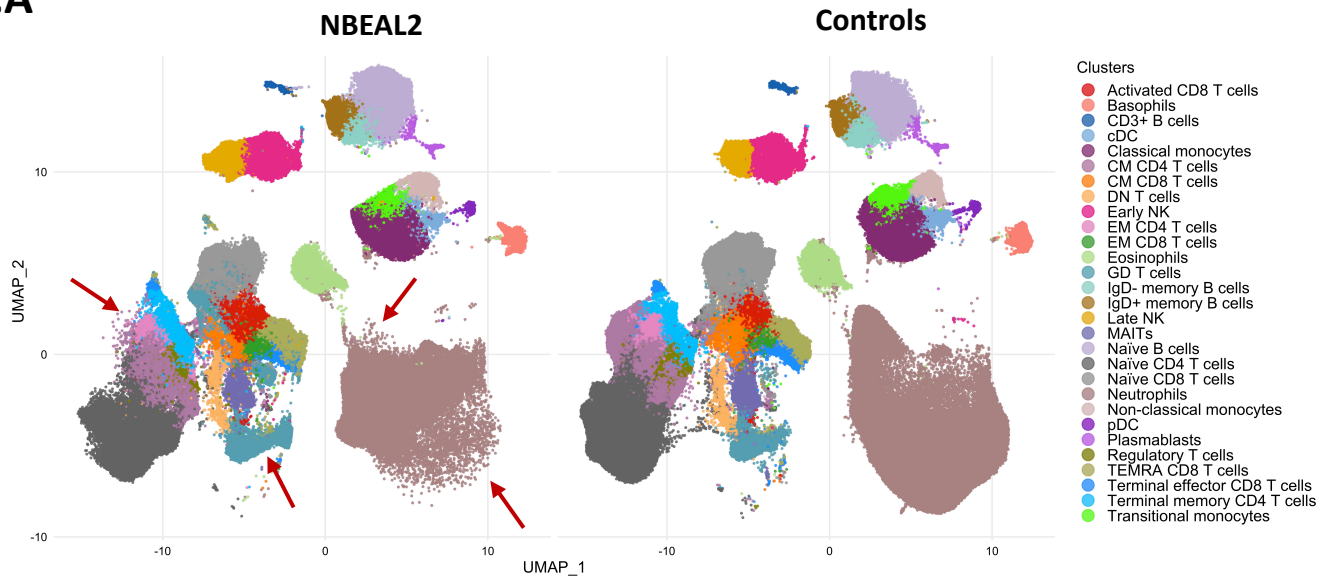 A
NBEAL2
Controls
Clusters
Activated CD8 T cells
Basophils
CD3+ B cells
cDC
Classical monocytes
CM CD4 T cells
CM CD8 T cells
DN T cells
Early NK
EM CD4 T cells
EM CD8 T cells
Eosinophils
GD T cells
IgD- memory B cells
IgD+ memory B cells
Late NK
MAITs
Naïve B cells
Naïve CD4 T cells
Naïve CD8 T cells
Neutrophils
Non-classical monocytes
pDC
Plasmablasts
Regulatory T cells
TEMRA CD8 T cells
Terminal effector CD8 T cells
Terminal memory CD4 T cells
Transitional monocytes
UMAP_2
10
0
-10
-10
0
10
-10
0
10
UMAP_1